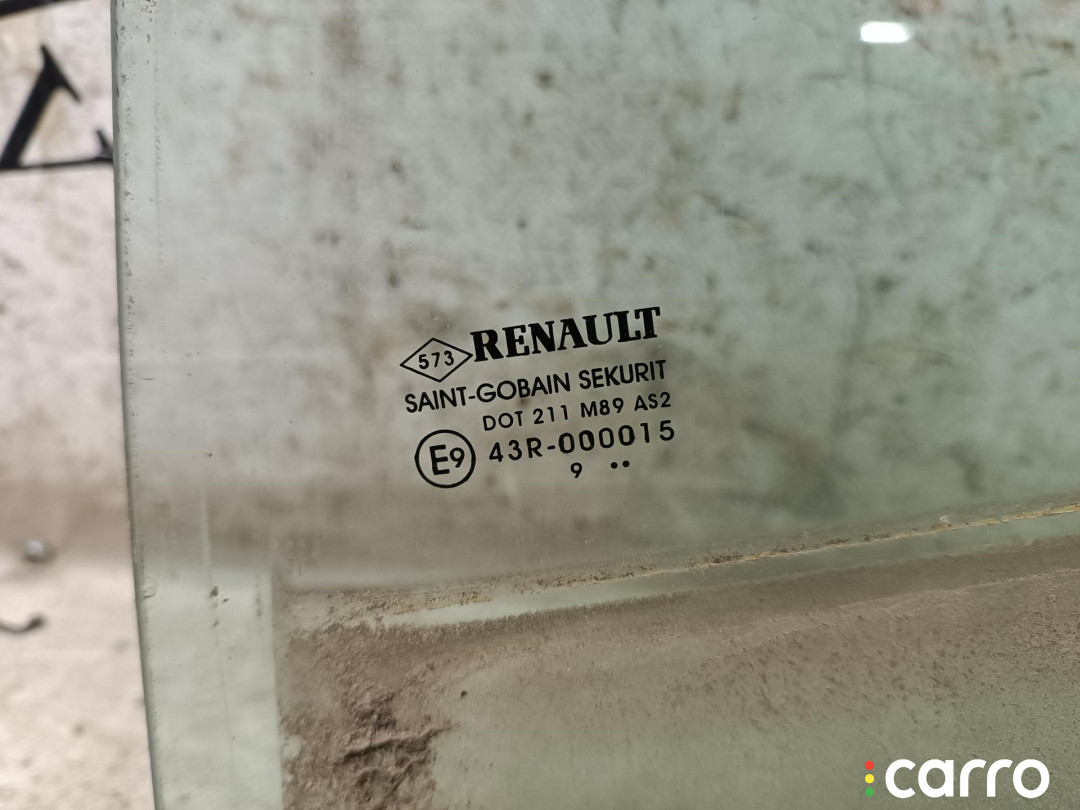 573 RENAULT
SAINT-GOBAIN SEKURIT
DOT 211 M89 AS2
E9 43R-000015
9 ••
carro